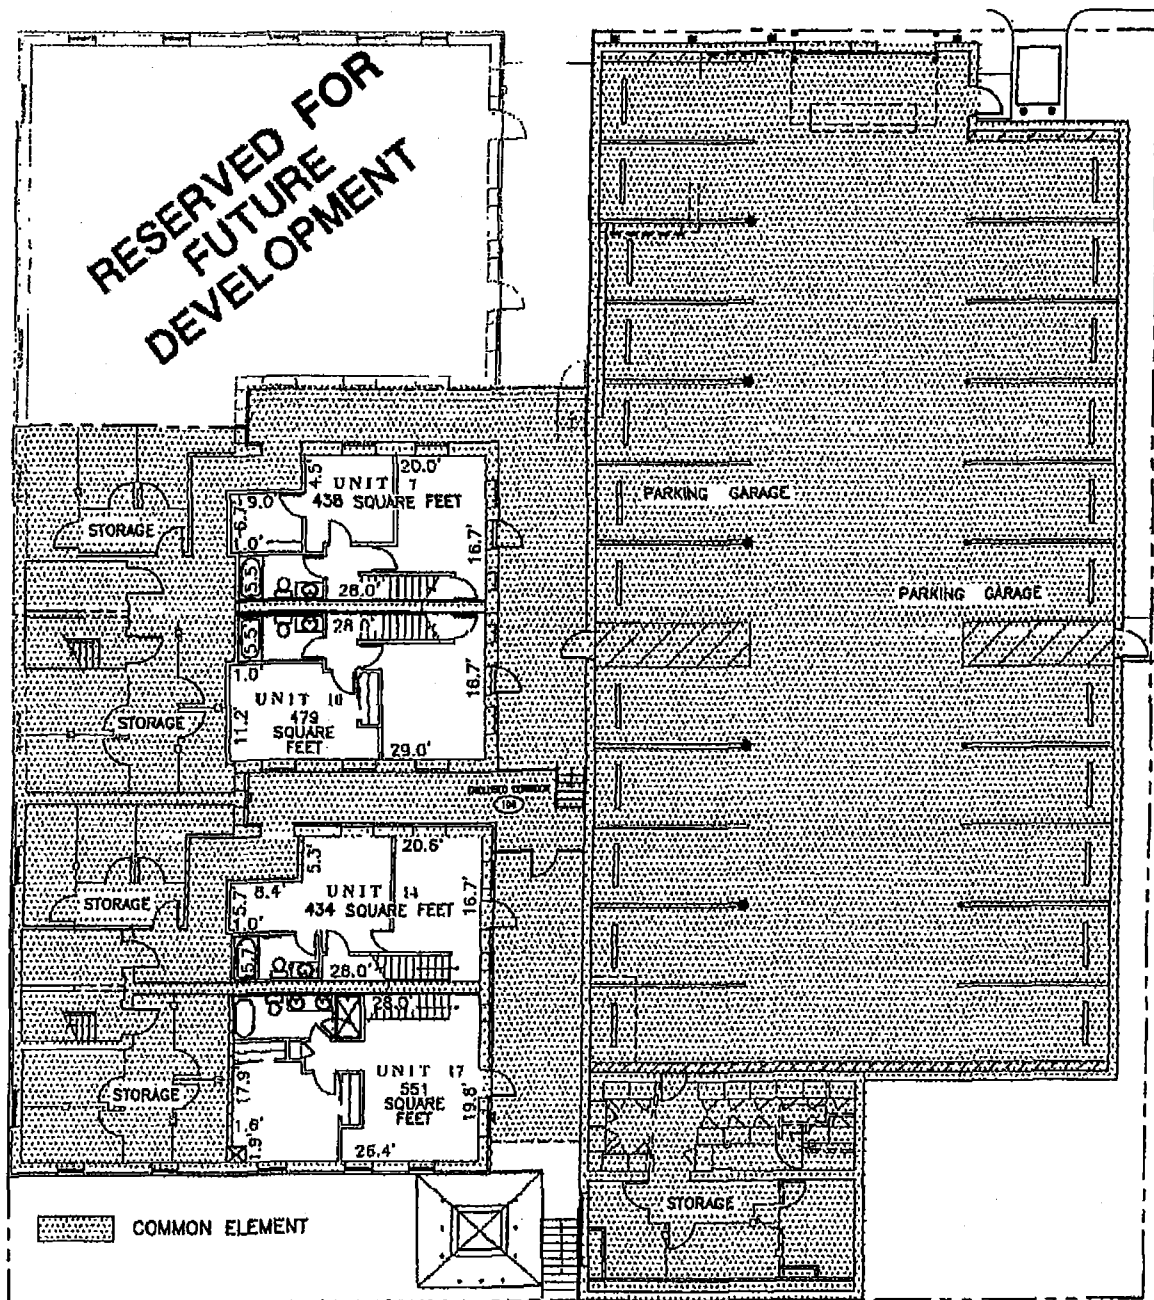 RESERVED FOR
FUTURE
DEVELOPMENT
4.5'
20.0'
UNIT 7
438 SQUARE FEET
9.0'
6.7'
1.0'
16.7'
5.5'
28.0'
STORAGE
PARKING GARAGE
PARKING GARAGE
28.0'
5.5'
1.0'
16.7'
UNIT 10
479
SQUARE
FEET
11.2
29.0'
STORAGE
20.6'
5.3'
8.4'
UNIT 14
434 SQUARE FEET
15.7
1.0'
16.7'
5.7
28.0'
STORAGE
28.0'
UNIT 17
551
SQUARE
FEET
17.9'
19.8'
1.6'
1.9'
26.4'
STORAGE
STORAGE
COMMON ELEMENT